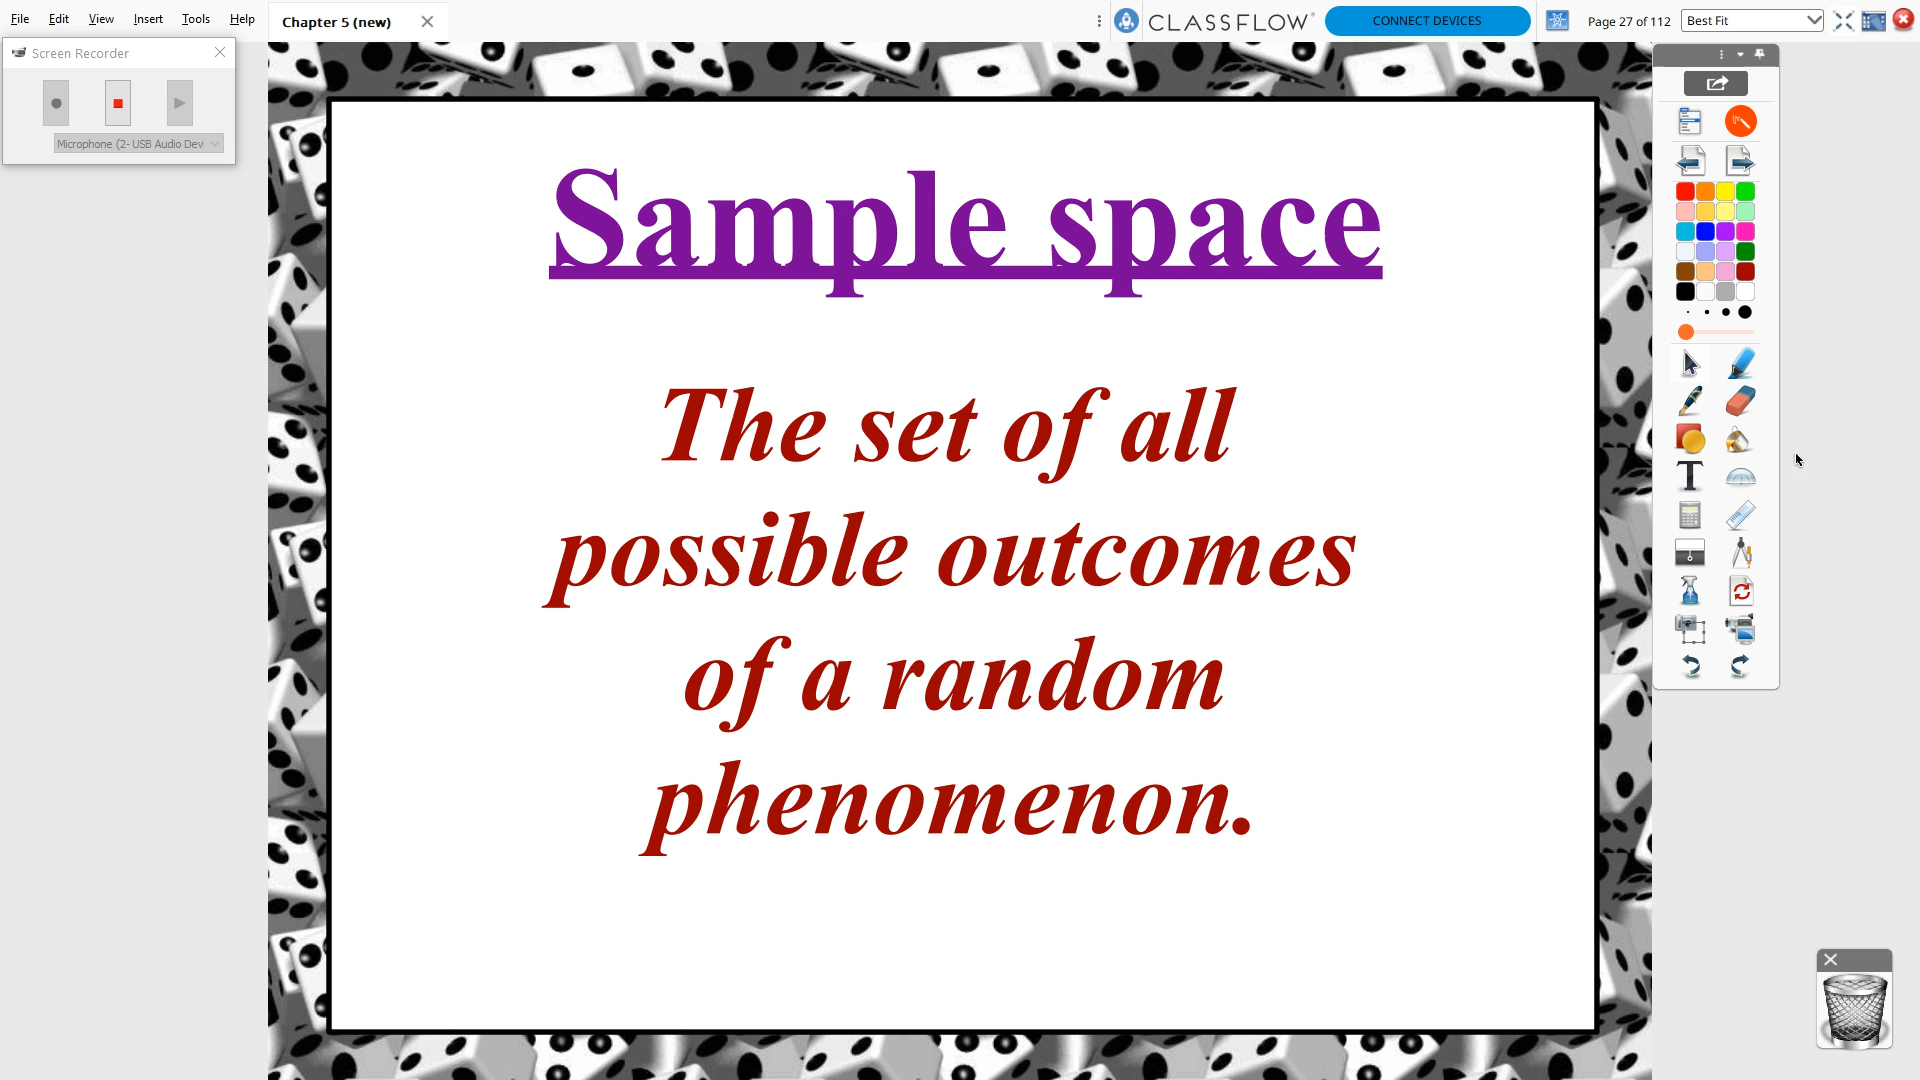 File Edit View Insert Tools Help
Chapter 5 (new)
CLASSFLOW
CONNECT DEVICES
Page 27 of 112
Best Fit
Screen Recorder
Microphone (2- USB Audio Dev
Sample space
The set of all
possible outcomes
of a random
phenomenon.